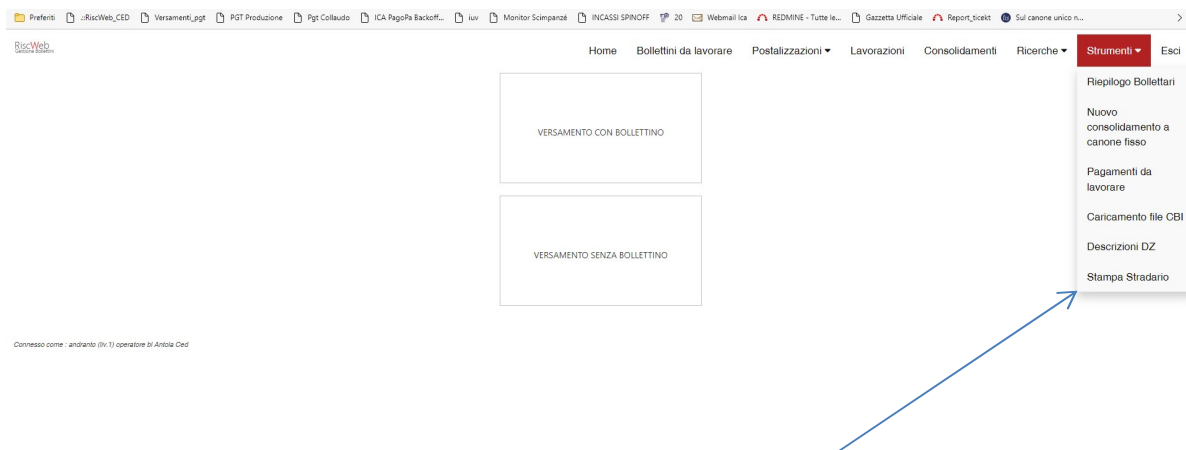 Preferiti .::RiscWeb_CED Versamenti_pgt PGT Produzione Pgt Collaudo ICA PagoPa Backoff... iuv Monitor Scimpanzé INCASSI SPINOFF 20 Webmail Ica REDMINE - Tutte le... Gazzetta Ufficiale Report_ticekt Sul canone unico n...
RiscWeb
Gestione Bollettini
Home Bollettini da lavorare Postalizzazioni Lavorazioni Consolidamenti Ricerche Strumenti Esci
Riepilogo Bollettari
Nuovo
consolidamento a
canone fisso
Pagamenti da
lavorare
Caricamento file CBI
Descrizioni DZ
Stampa Stradario
VERSAMENTO CON BOLLETTINO
VERSAMENTO SENZA BOLLETTINO
Connesso come : andranto (liv.1) operatore bl Antola Ced